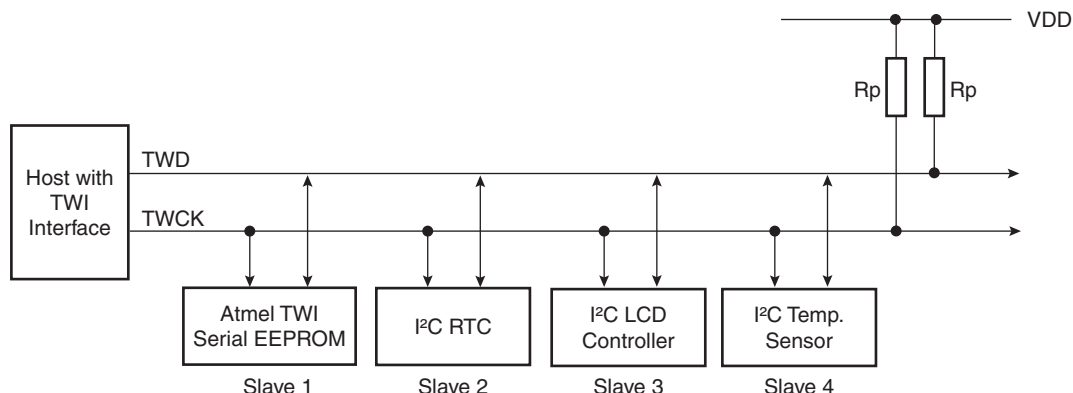 VDD
Rp
Rp
Host with
TWI
Interface
TWD
TWCK
Atmel TWI
Serial EEPROM
Slave 1
I²C RTC
Slave 2
I²C LCD
Controller
Slave 3
I²C Temp.
Sensor
Slave 4